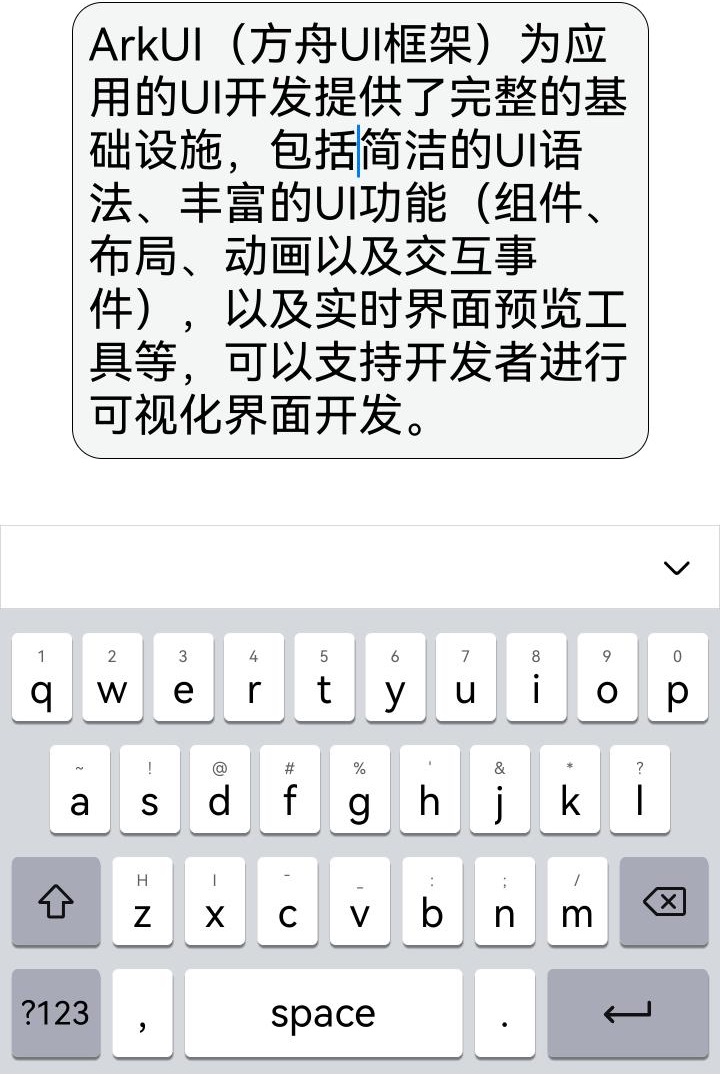 ArkUI（方舟UI框架）为应
用的UI开发提供了完整的基
础设施，包括简洁的UI语
法、丰富的UI功能（组件、
布局、动画以及交互事
件），以及实时界面预览工
具等，可以支持开发者进行
可视化界面开发。
1 2 3 4 5 6 7 8 9 0
q w e r t y u i o p
~ ! @ # % ' & * ?
a s d f g h j k l
H I - _ : ; /
z x c v b n m
?123 , space .